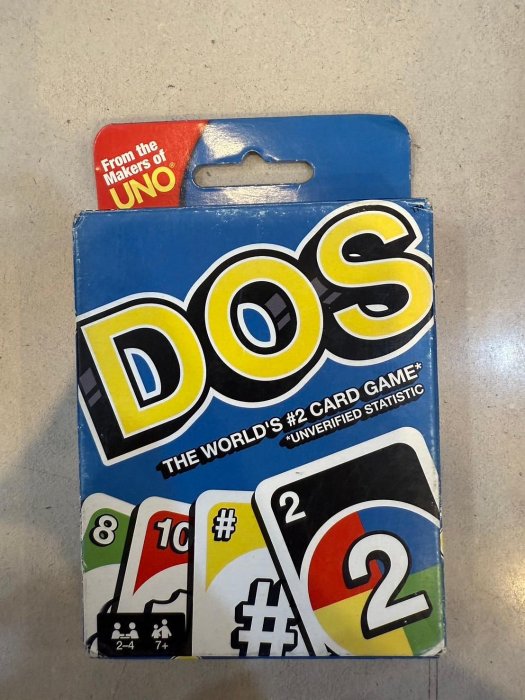 From the
Makers of
UNO®
DOS
THE WORLD'S #2 CARD GAME*
*UNVERIFIED STATISTIC
8
10
#
2
#
2
2-4
7+